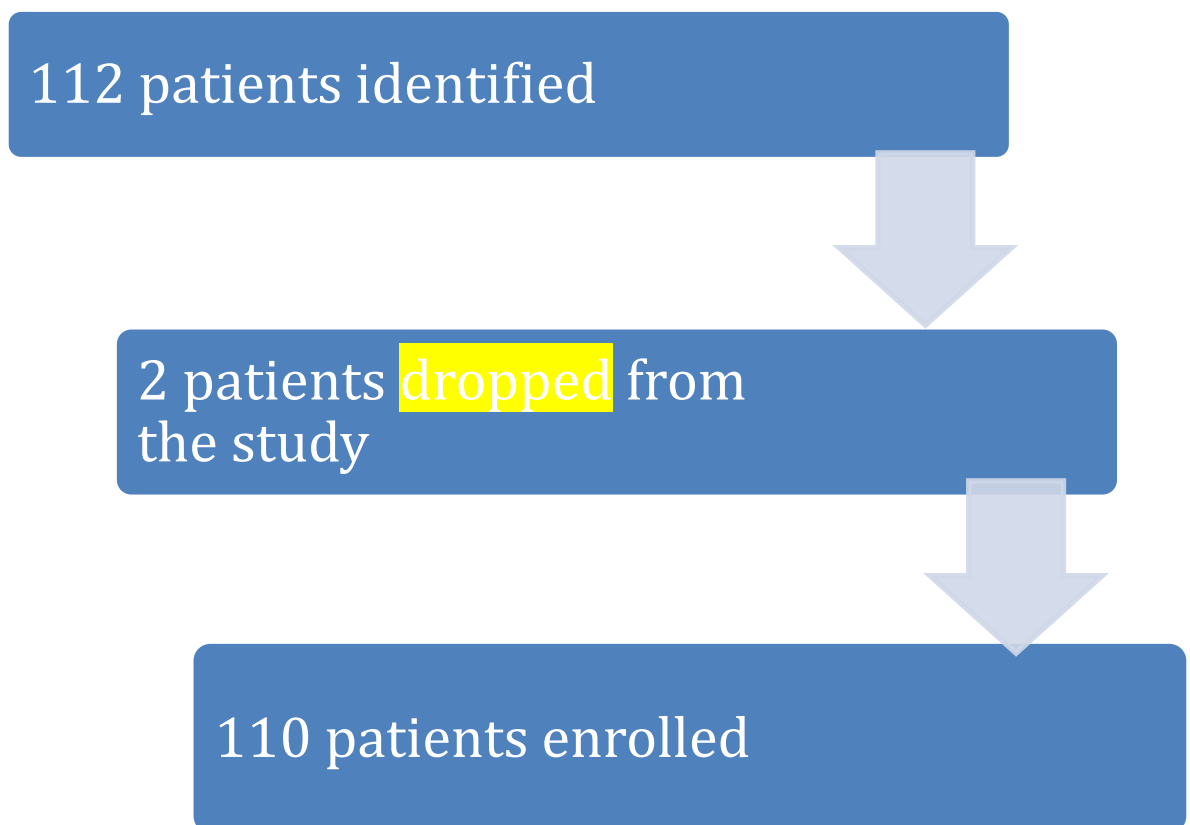 112 patients identified
2 patients dropped from
the study
110 patients enrolled